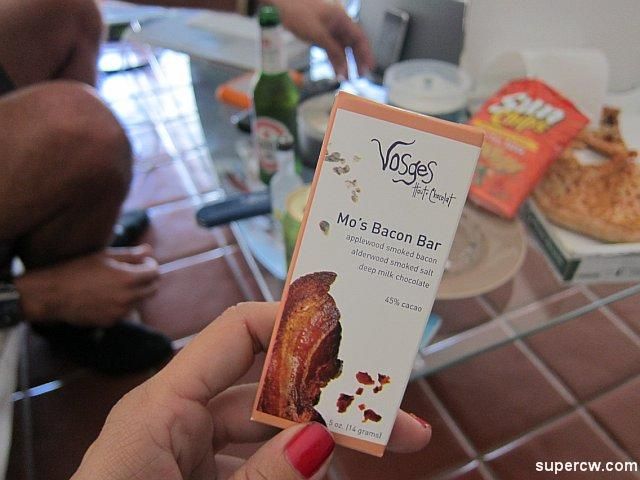 Vosges
Haut-Chocolat
Mo's Bacon Bar
applewood smoked bacon
alderwood smoked salt
deep milk chocolate
45% cacao
.5 oz. (14 grams)
Sun
Chips
supercw.com